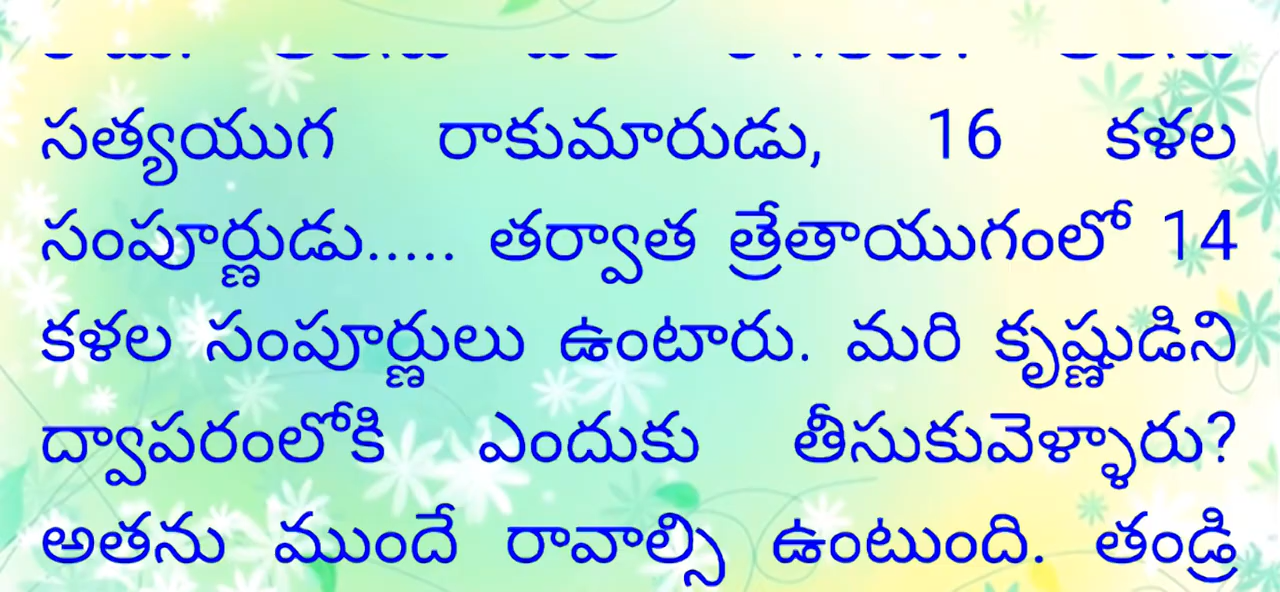 సత్యయుగ రాకుమారుడు, 16 కళల
సంపూర్ణుడు..... తర్వాత త్రేతాయుగంలో 14
కళల సంపూర్ణులు ఉంటారు. మరి కృష్ణుడిని
ద్వాపరంలోకి ఎందుకు తీసుకువెళ్ళారు?
అతను ముందే రావాల్సి ఉంటుంది. తండ్రి